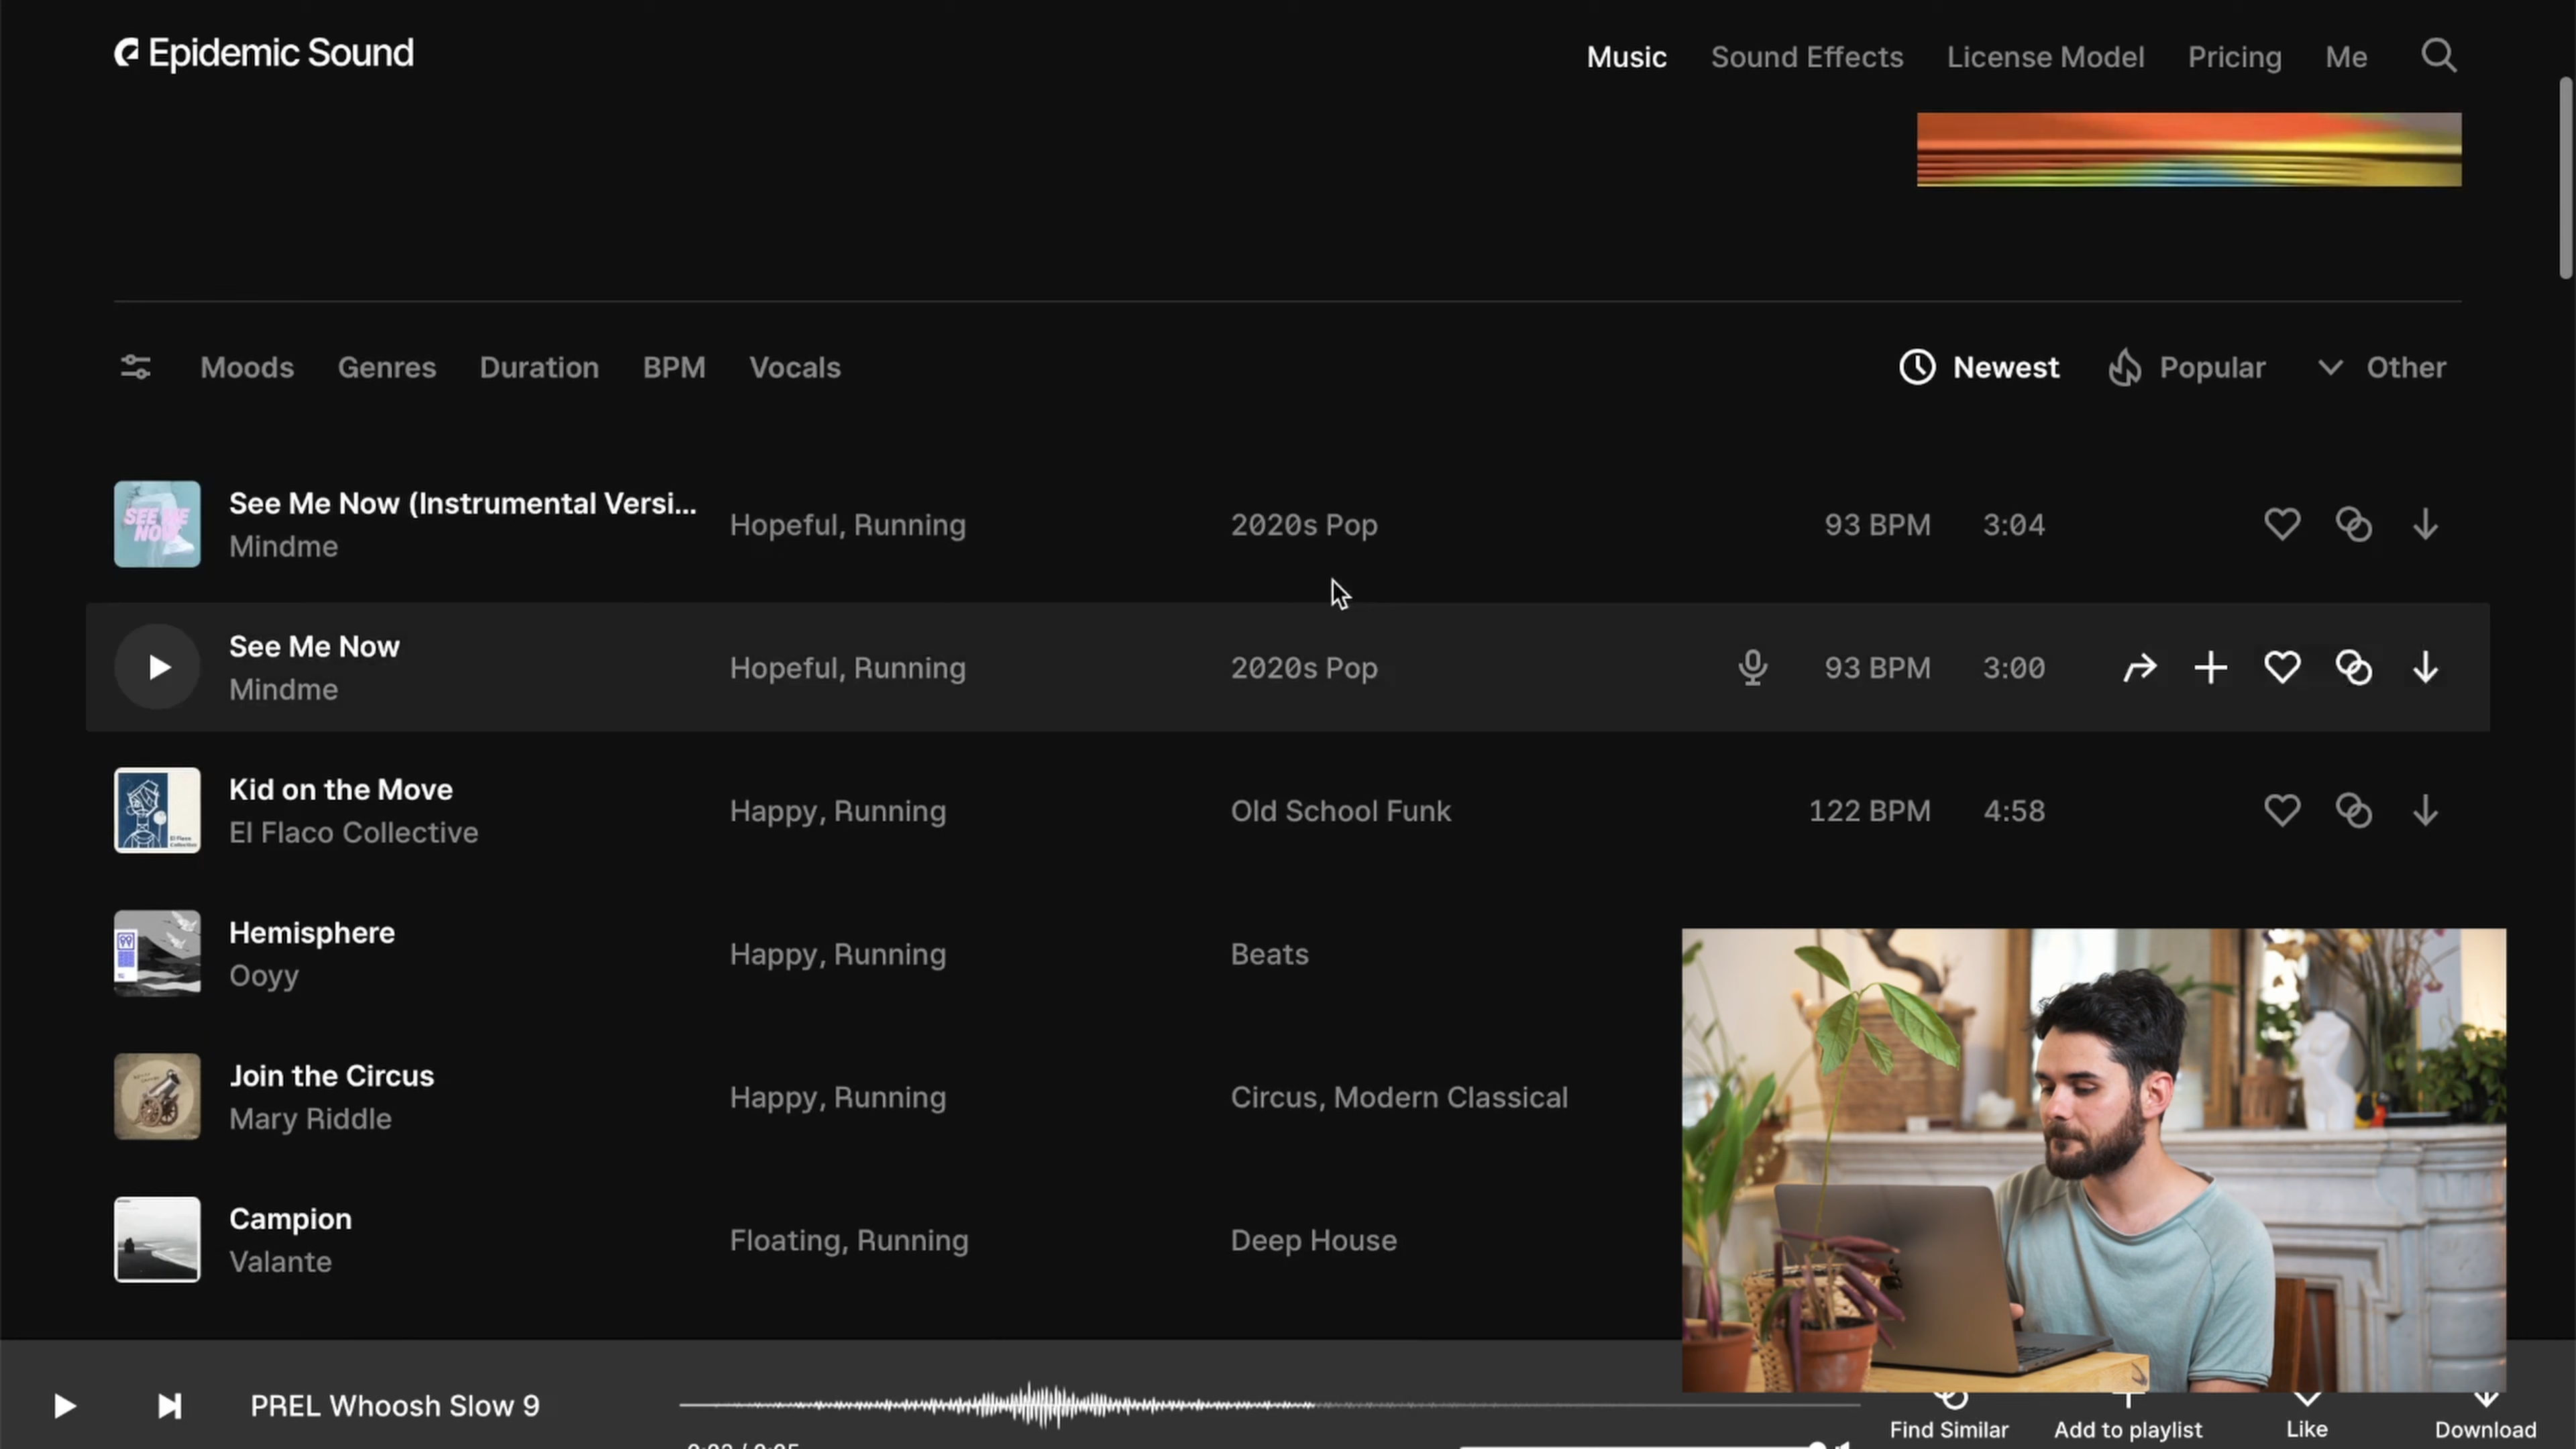 Epidemic Sound
Music
Sound Effects
License Model
Pricing
Me
Moods
Genres
Duration
BPM
Vocals
Newest
Popular
Other
SEE ME
NOW
See Me Now (Instrumental Versi...
Mindme
Hopeful, Running
2020s Pop
93 BPM
3:04
See Me Now
Mindme
Hopeful, Running
2020s Pop
93 BPM
3:00
Kid on the Move
El Flaco Collective
Happy, Running
Old School Funk
122 BPM
4:58
Hemisphere
Ooyy
Happy, Running
Beats
Join the Circus
Mary Riddle
Happy, Running
Circus, Modern Classical
Campion
Valante
Floating, Running
Deep House
PREL Whoosh Slow 9
Find Similar
Add to playlist
Like
Download